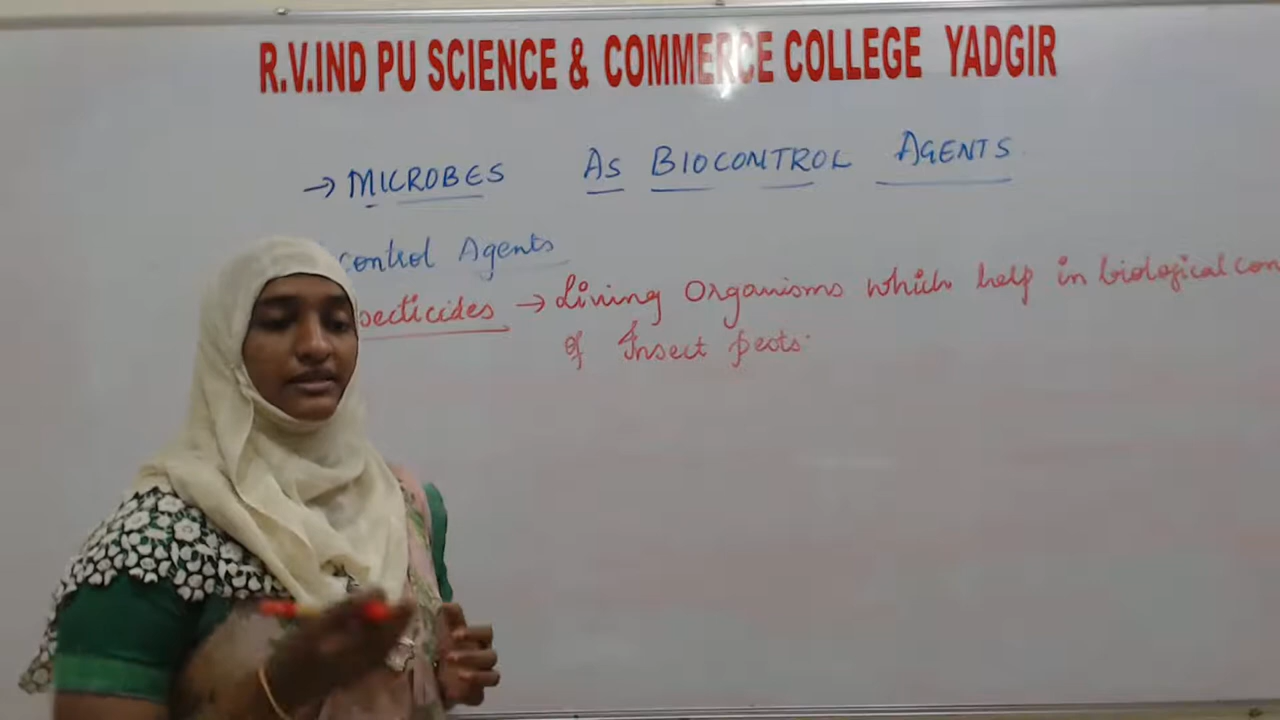 R.V.IND PU SCIENCE & COMMERCE COLLEGE YADGIR
→ MICROBES AS BIOCONTROL AGENTS
control Agents
secticides → Living Organisms which help in biological con
of Insect pests.